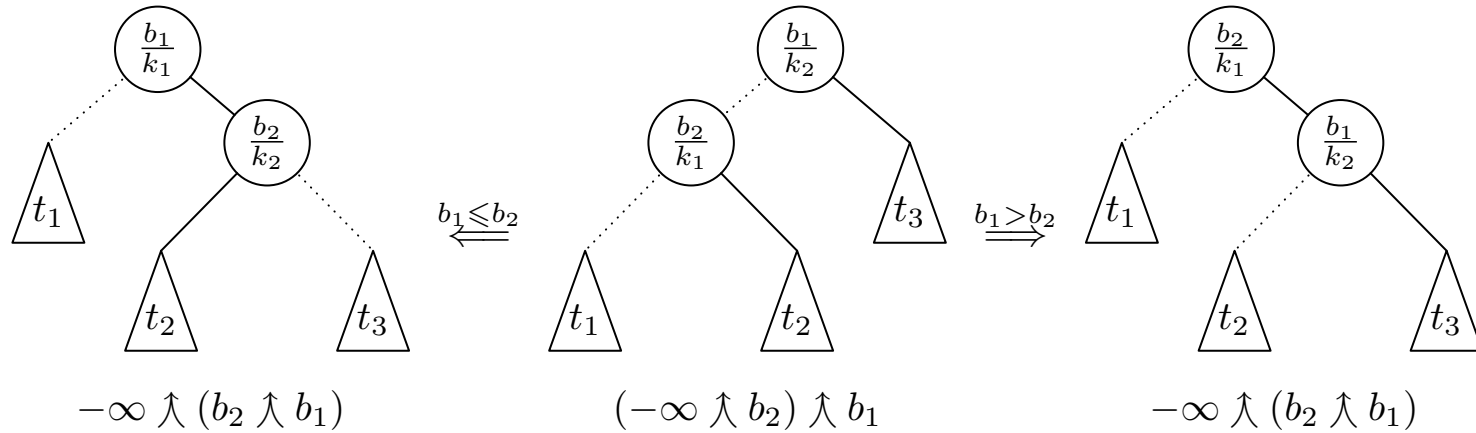 b₁/k₁ b₁/k₂ b₂/k₁
b₂/k₂ b₂/k₁ b₁/k₂
t₁ b₁⩽b₂ ⟸ t₃ b₁>b₂ ⟹ t₁
t₂ t₃ t₁ t₂ t₂ t₃
−∞ ⥾ (b₂ ⥾ b₁) (−∞ ⥾ b₂) ⥾ b₁ −∞ ⥾ (b₂ ⥾ b₁)